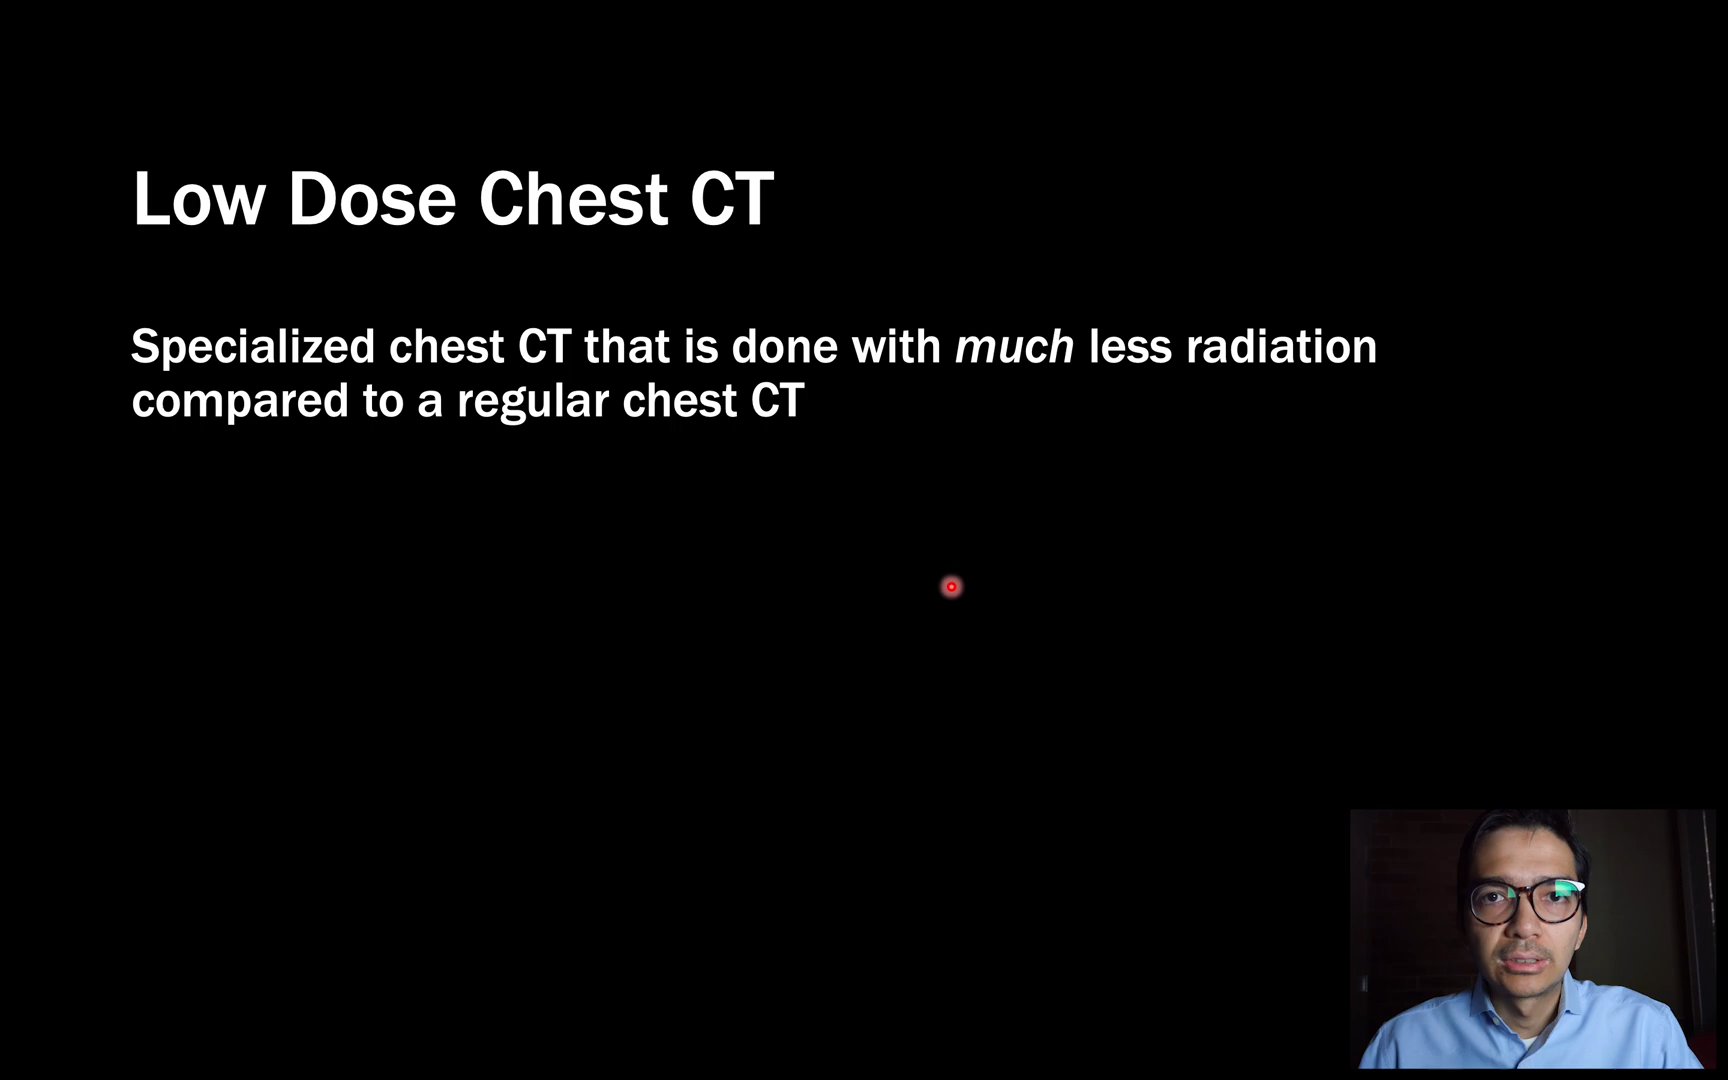 Low Dose Chest CT
Specialized chest CT that is done with much less radiation
compared to a regular chest CT